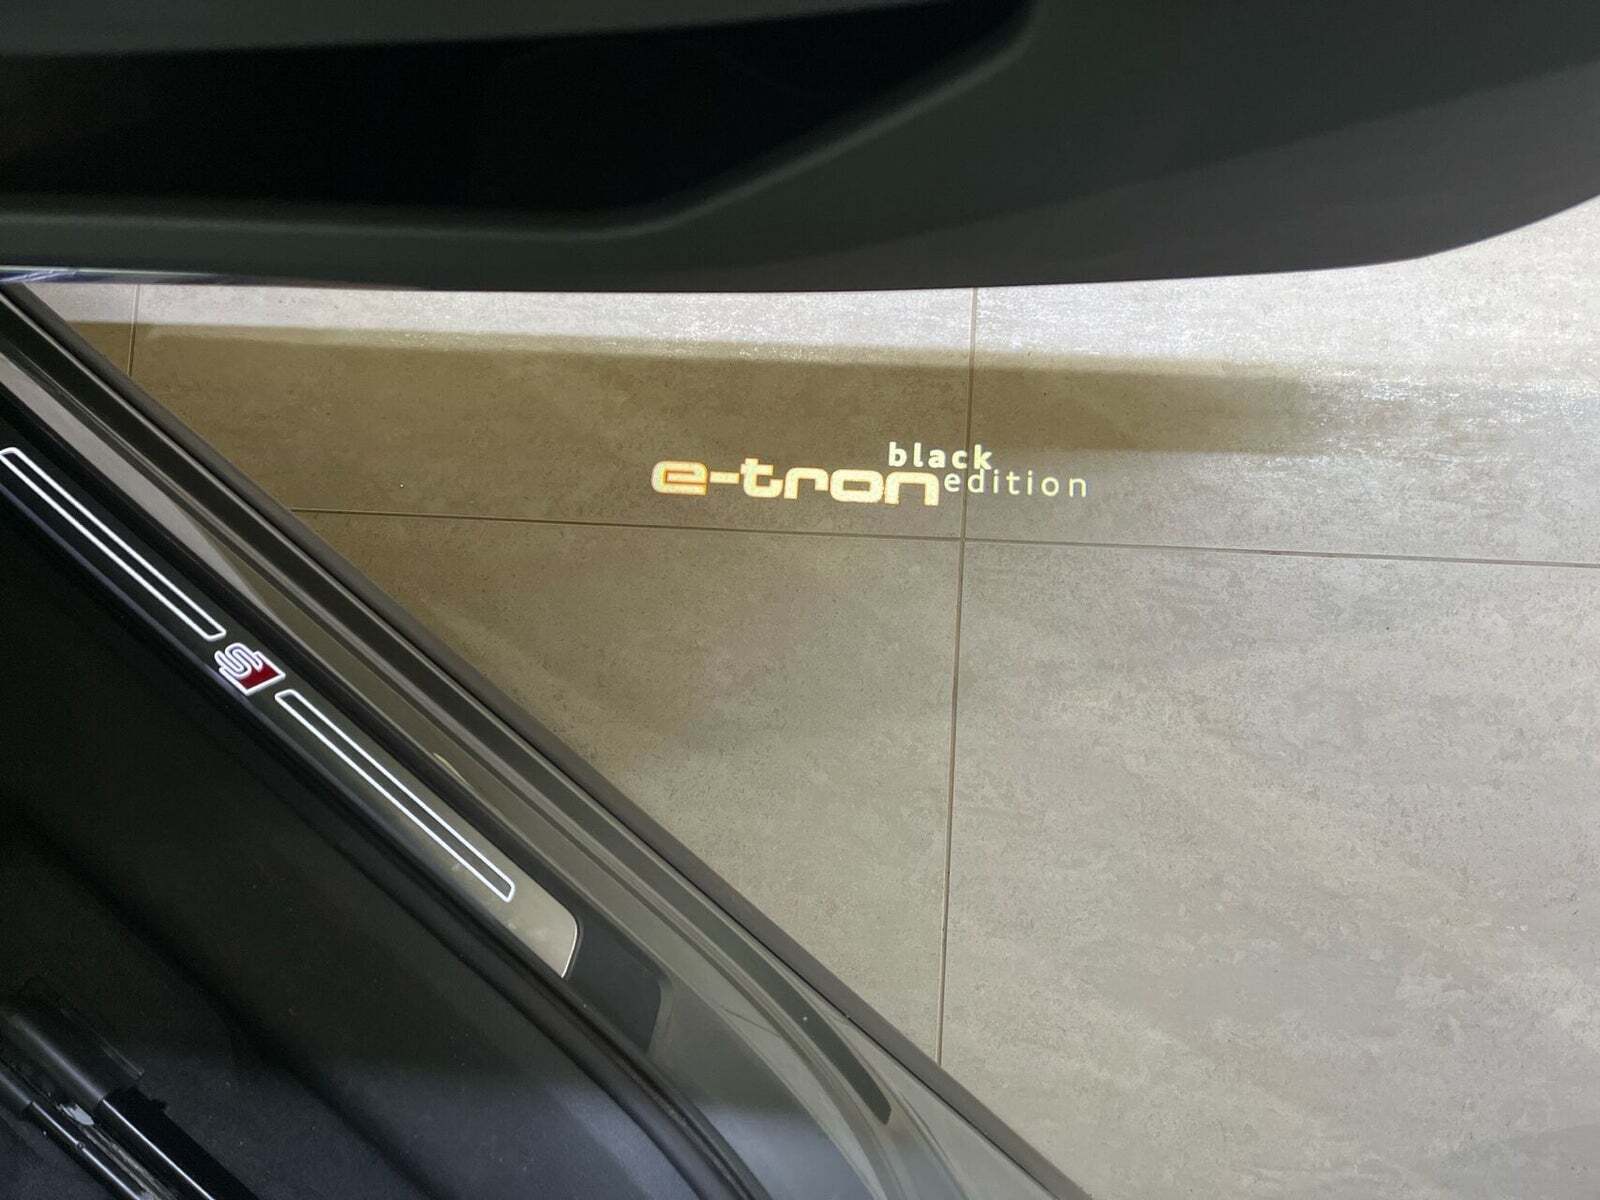 black
e-tron edition
S